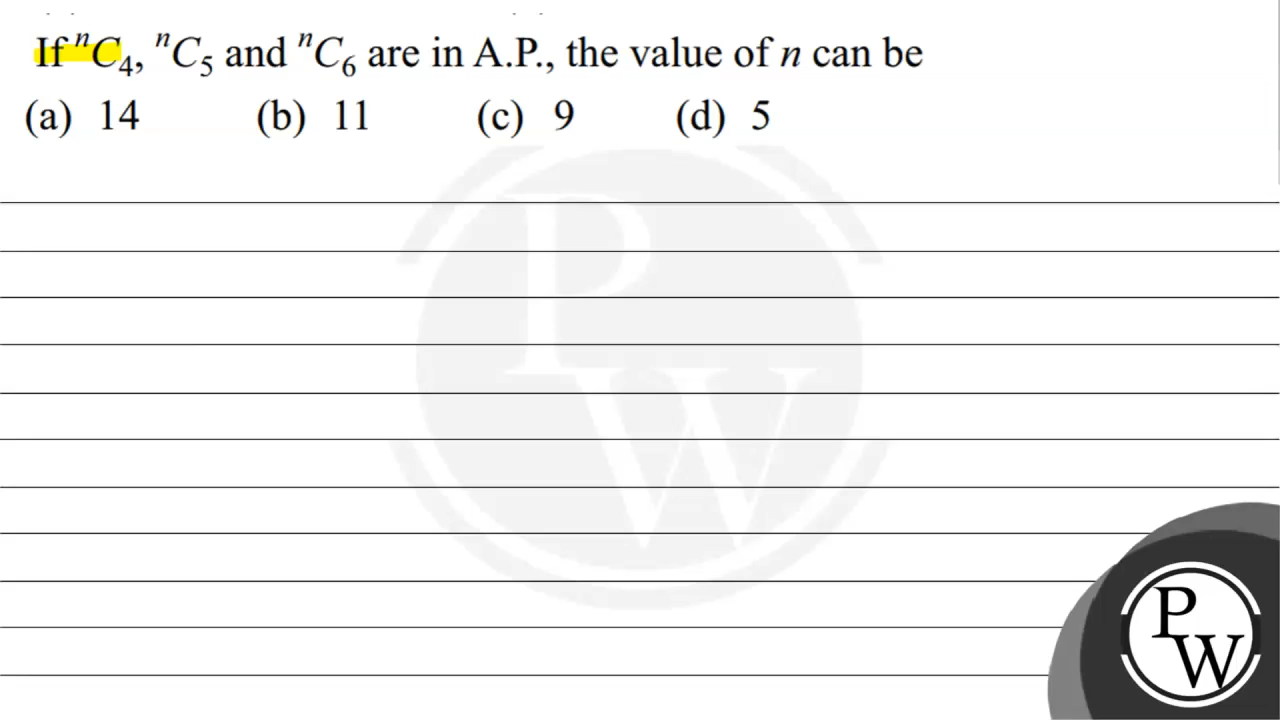 If ⁿC₄, ⁿC₅ and ⁿC₆ are in A.P., the value of n can be
(a) 14 (b) 11 (c) 9 (d) 5
P
W
P
W